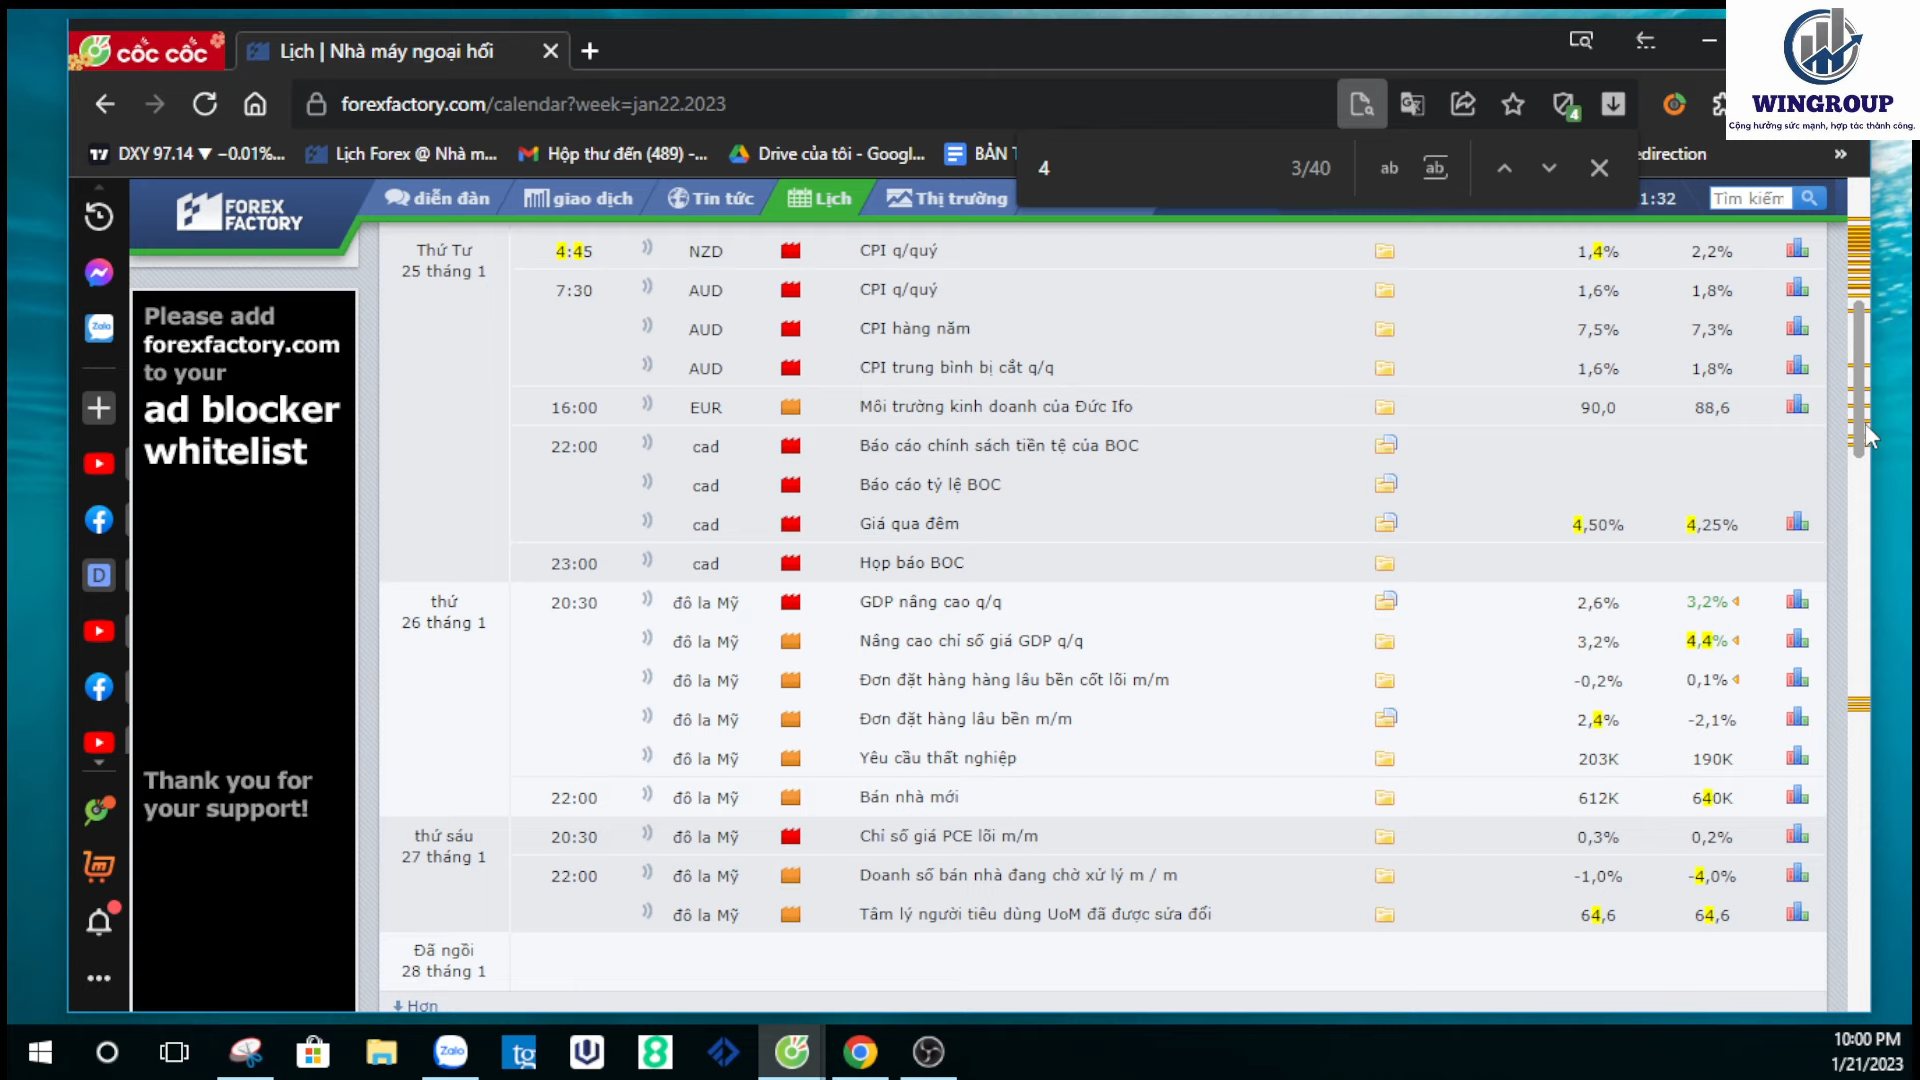 CỐC CỐC
Lịch | Nhà máy ngoại hối
forexfactory.com/calendar?week=jan22.2023
4
WINGROUP
Cộng hưởng sức mạnh, hợp tác thành công.
DXY 97.14 ▼ −0.01%...
Lịch Forex @ Nhà m...
Hộp thư đến (489) -...
Drive của tôi - Googl...
BẢN T
edirection
»
4
3/40
ab
ab
FOREX
FACTORY
diễn đàn
giao dịch
Tin tức
Lịch
Thị trường
1:32
Tìm kiếm
Thứ Tư
25 tháng 1
4:45 NZD CPI q/quý 1,4% 2,2%
7:30 AUD CPI q/quý 1,6% 1,8%
AUD CPI hàng năm 7,5% 7,3%
AUD CPI trung bình bị cắt q/q 1,6% 1,8%
16:00 EUR Môi trường kinh doanh của Đức Ifo 90,0 88,6
22:00 cad Báo cáo chính sách tiền tệ của BOC
cad Báo cáo tỷ lệ BOC
cad Giá qua đêm 4,50% 4,25%
23:00 cad Họp báo BOC
thứ
26 tháng 1
20:30 đô la Mỹ GDP nâng cao q/q 2,6% 3,2%
đô la Mỹ Nâng cao chỉ số giá GDP q/q 3,2% 4,4%
đô la Mỹ Đơn đặt hàng hàng lâu bền cốt lõi m/m -0,2% 0,1%
đô la Mỹ Đơn đặt hàng lâu bền m/m 2,4% -2,1%
đô la Mỹ Yêu cầu thất nghiệp 203K 190K
22:00 đô la Mỹ Bán nhà mới 612K 640K
thứ sáu
27 tháng 1
20:30 đô la Mỹ Chỉ số giá PCE lõi m/m 0,3% 0,2%
22:00 đô la Mỹ Doanh số bán nhà đang chờ xử lý m / m -1,0% -4,0%
đô la Mỹ Tâm lý người tiêu dùng UoM đã được sửa đổi 64,6 64,6
Đã ngồi
28 tháng 1
Hơn
Please add
forexfactory.com
to your
ad blocker
whitelist
Thank you for
your support!
Zalo
D
Zalo
tg
8
10:00 PM
1/21/2023